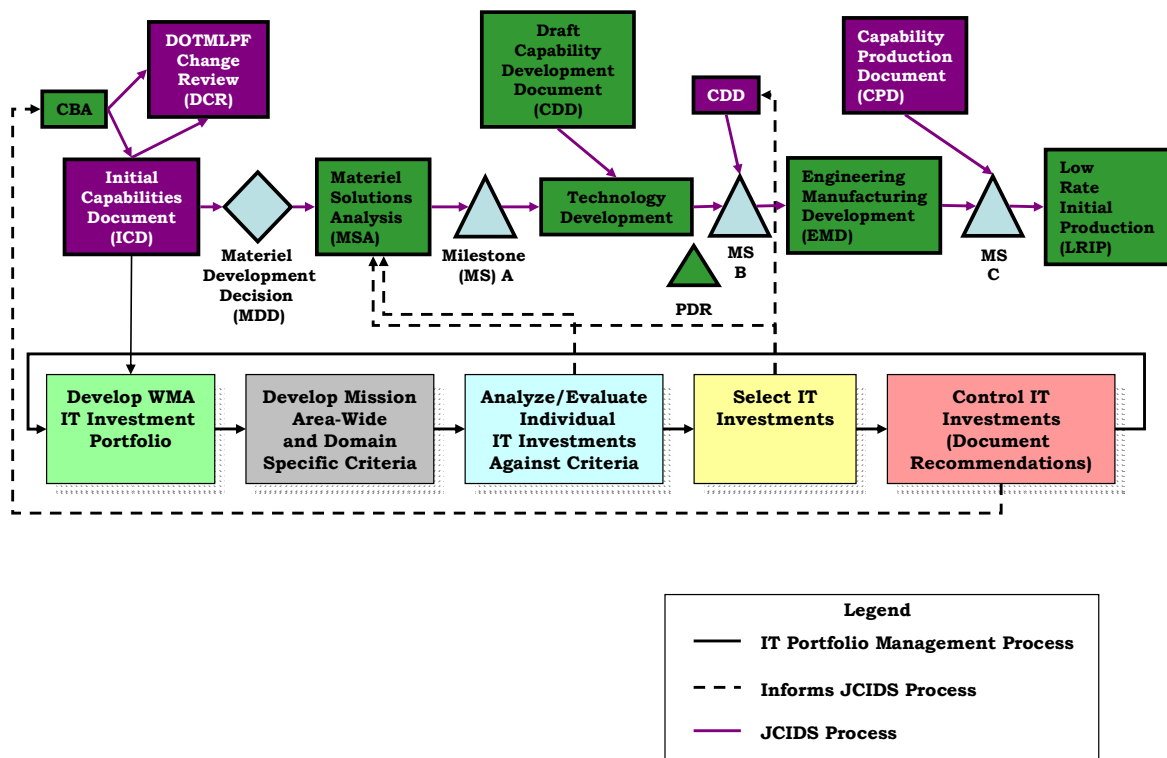 DOTMLPF
Change
Review
(DCR)
Draft
Capability
Development
Document
(CDD)
Capability
Production
Document
(CPD)
CBA
CDD
Initial
Capabilities
Document
(ICD)
Materiel
Development
Decision
(MDD)
Materiel
Solutions
Analysis
(MSA)
Milestone
(MS) A
Technology
Development
PDR
MS
B
Engineering
Manufacturing
Development
(EMD)
MS
C
Low
Rate
Initial
Production
(LRIP)
Develop WMA
IT Investment
Portfolio
Develop Mission
Area-Wide
and Domain
Specific Criteria
Analyze/Evaluate
Individual
IT Investments
Against Criteria
Select IT
Investments
Control IT
Investments
(Document
Recommendations)
Legend
IT Portfolio Management Process
Informs JCIDS Process
JCIDS Process